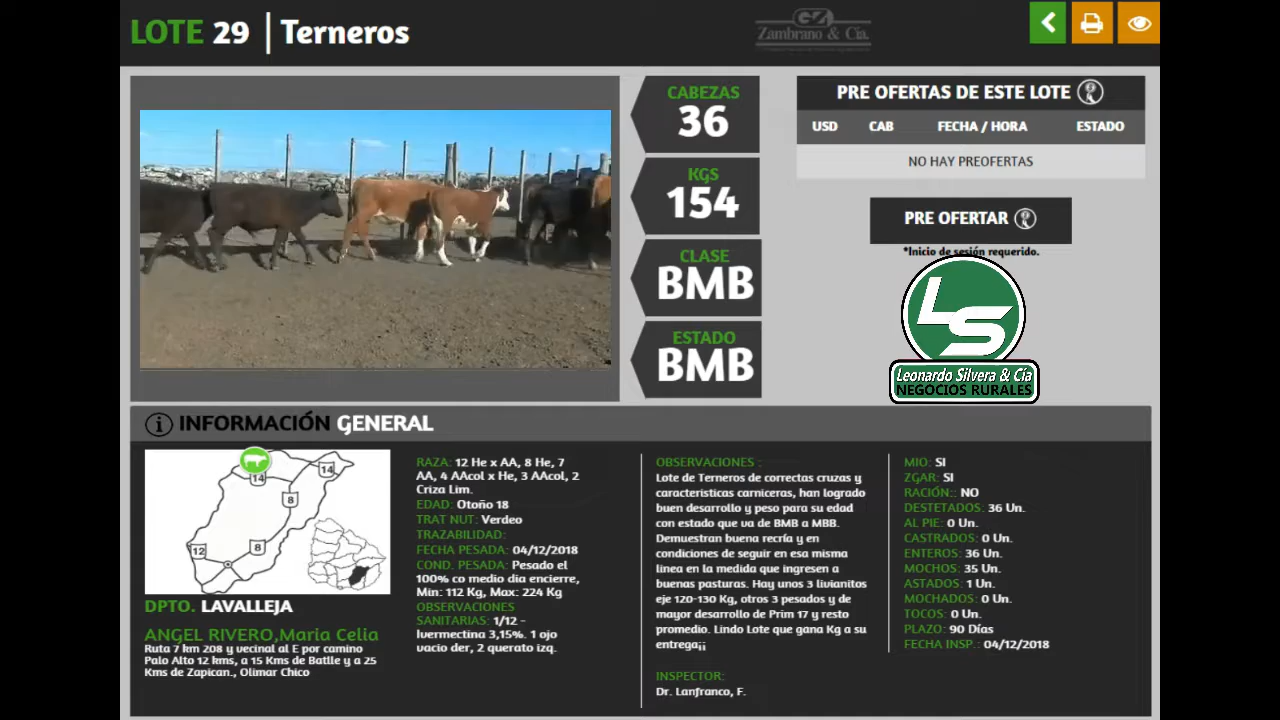 LOTE 29 | Terneros
GZ
Zambrano & Cía.
CABEZAS
36
KGS
154
CLASE
BMB
ESTADO
BMB
PRE OFERTAS DE ESTE LOTE
USD CAB FECHA / HORA ESTADO
NO HAY PREOFERTAS
PRE OFERTAR
*Inicio de sesión requerido.
LS
Leonardo Silvera & Cía
NEGOCIOS RURALES
INFORMACIÓN GENERAL
14
14
8
12
8
DPTO. LAVALLEJA
ANGEL RIVERO,Maria Celia
Ruta 7 km 208 y vecinal al E por camino
Palo Alto 12 kms, a 15 Kms de Batlle y a 25
Kms de Zapican., Olimar Chico
RAZA: 12 He x AA, 8 He, 7
AA, 4 AAcol x He, 3 AAcol, 2
Criza Lim.
EDAD: Otoño 18
TRAT NUT: Verdeo
TRAZABILIDAD:
FECHA PESADA: 04/12/2018
COND. PESADA: Pesado el
100% co medio dia encierre,
Min: 112 Kg, Max: 224 Kg
OBSERVACIONES
SANITARIAS: 1/12 -
Ivermectina 3,15%. 1 ojo
vacio der, 2 querato izq.
OBSERVACIONES :
Lote de Terneros de correctas cruzas y
caracteristicas carniceras, han logrado
buen desarrollo y peso para su edad
con estado que va de BMB a MBB.
Demuestran buena recría y en
condiciones de seguir en esa misma
linea en la medida que ingresen a
buenas pasturas. Hay unos 3 livianitos
eje 120-130 Kg, otros 3 pesados y de
mayor desarrollo de Prim 17 y resto
promedio. Lindo Lote que gana Kg a su
entrega¡¡
INSPECTOR:
Dr. Lanfranco, F.
MIO: SI
ZGAR: SI
RACIÓN:: NO
DESTETADOS: 36 Un.
AL PIE: 0 Un.
CASTRADOS: 0 Un.
ENTEROS: 36 Un.
MOCHOS: 35 Un.
ASTADOS: 1 Un.
MOCHADOS: 0 Un.
TOCOS: 0 Un.
PLAZO: 90 Días
FECHA INSP.: 04/12/2018